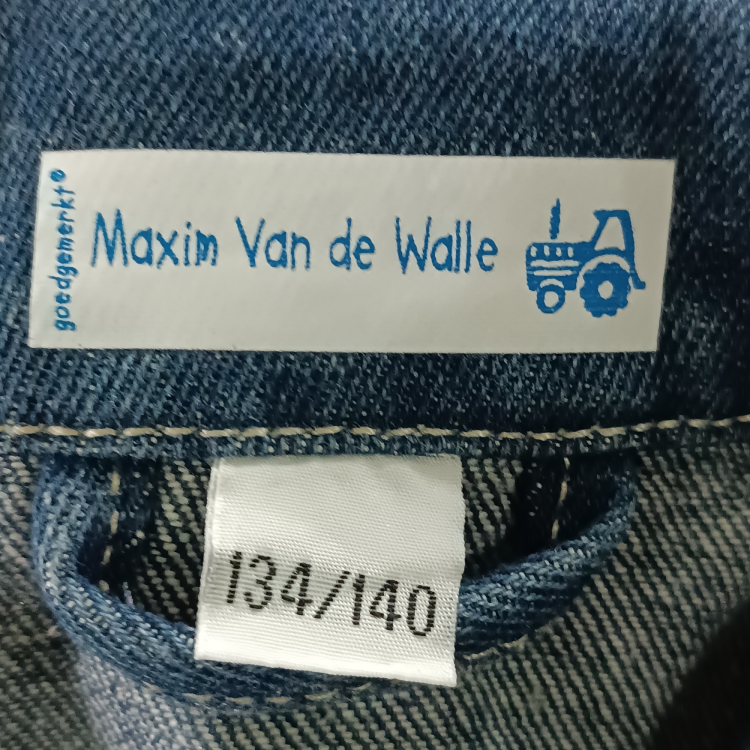 goedgemerkt®
Maxim Van de Walle
134/140